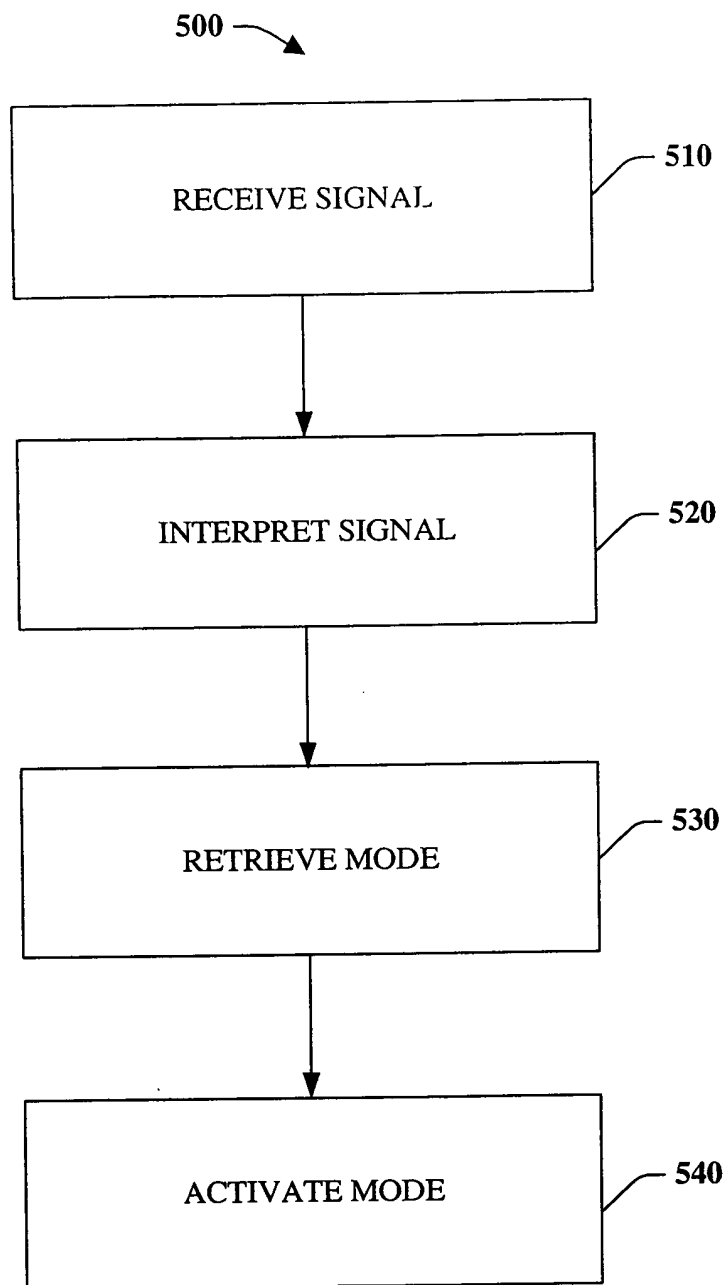 500
RECEIVE SIGNAL
510
INTERPRET SIGNAL
520
RETRIEVE MODE
530
ACTIVATE MODE
540